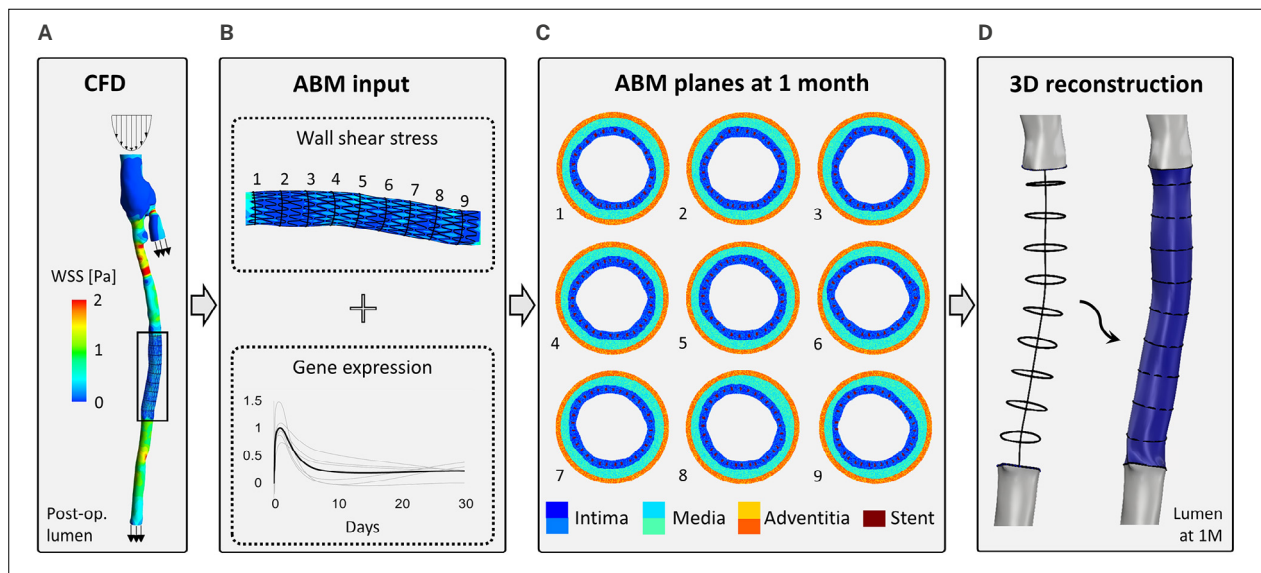 A
B
C
D
CFD
WSS [Pa]
2
1
0
Post-op.
lumen
ABM input
Wall shear stress
1 2 3 4 5 6 7 8 9
Gene expression
1.5
1
0.5
0
0 10 20 30
Days
ABM planes at 1 month
1 2 3
4 5 6
7 8 9
Intima Media Adventitia Stent
3D reconstruction
Lumen
at 1M